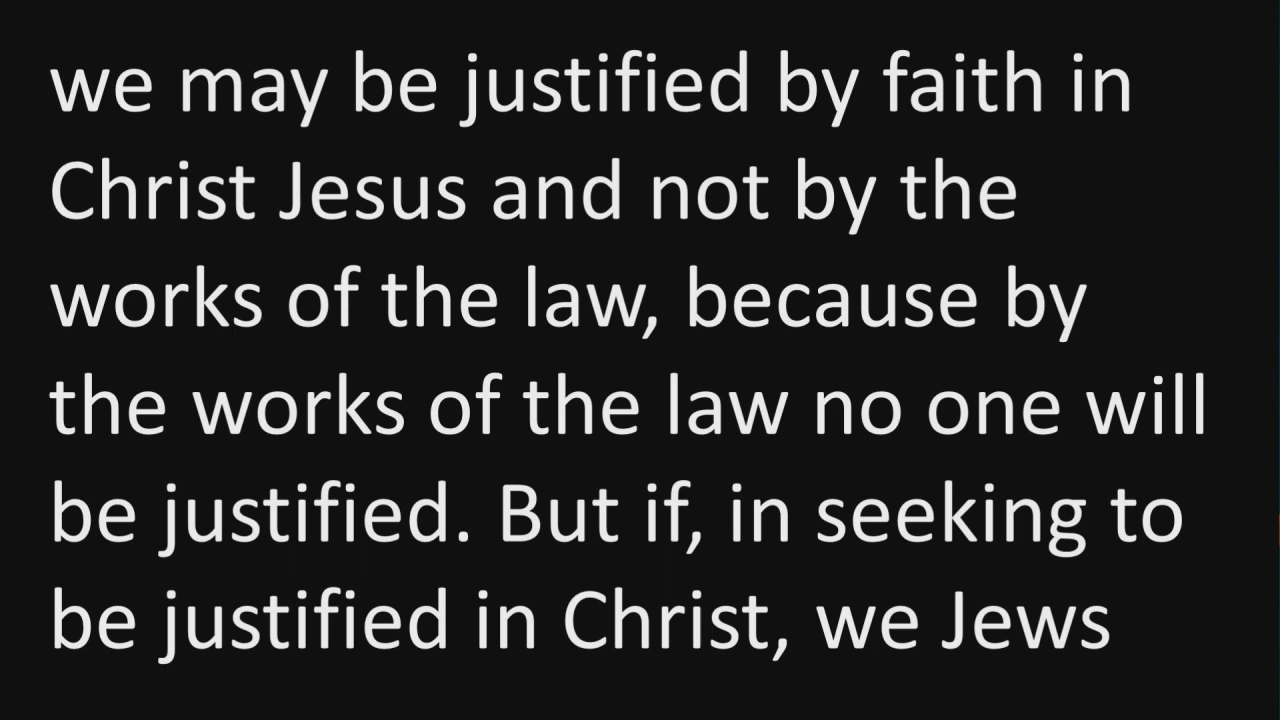 we may be justified by faith in
Christ Jesus and not by the
works of the law, because by
the works of the law no one will
be justified. But if, in seeking to
be justified in Christ, we Jews